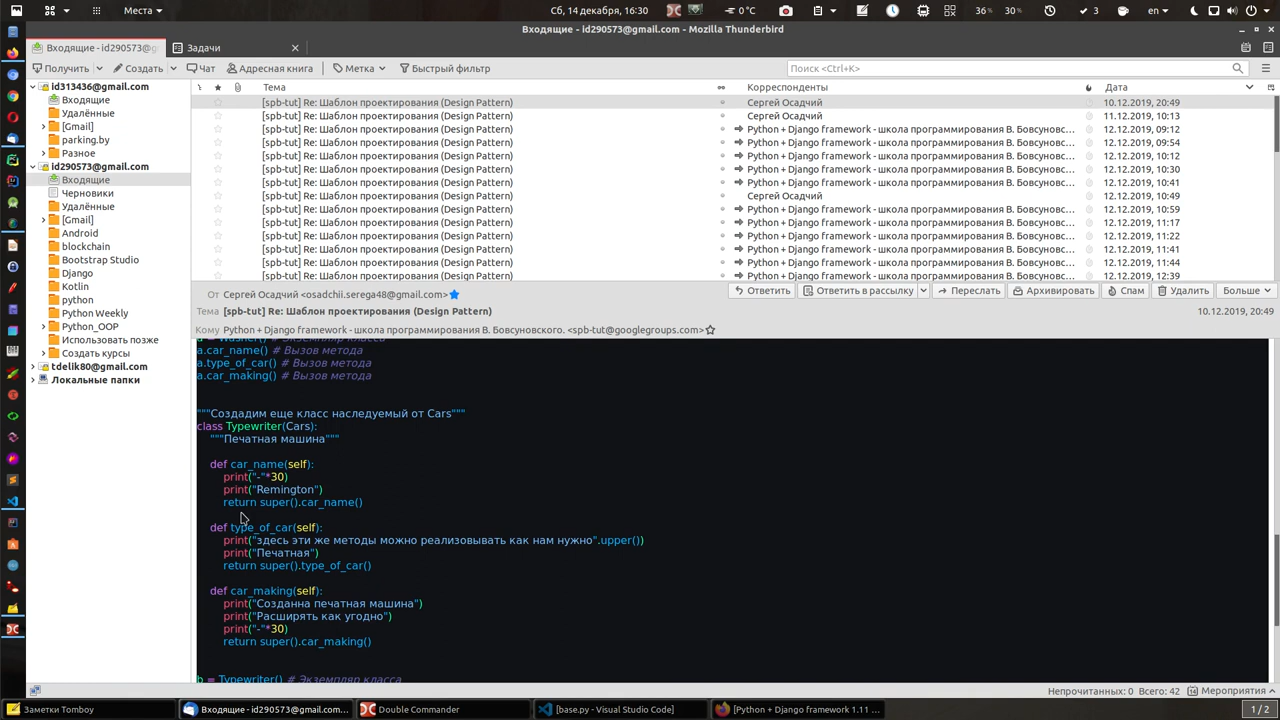 Места
Сб, 14 декабря, 16:30
0 °C
36%
30 %
3
en
Входящие - id290573@gmail.com - Mozilla Thunderbird
Входящие - id290573@g
Задачи
Получить
Создать
Чат
Адресная книга
Метка
Быстрый фильтр
Поиск <Ctrl+K>
id313436@gmail.com
Входящие
Удалённые
[Gmail]
parking.by
Разное
id290573@gmail.com
Входящие
Черновики
Удалённые
[Gmail]
Android
blockchain
Bootstrap Studio
Django
Kotlin
python
Python Weekly
Python_OOP
Использовать позже
Создать курсы
tdelik80@gmail.com
Локальные папки
Тема Корреспонденты Дата
[spb-tut] Re: Шаблон проектирования (Design Pattern) Сергей Осадчий 10.12.2019, 20:49
[spb-tut] Re: Шаблон проектирования (Design Pattern) Сергей Осадчий 11.12.2019, 10:13
[spb-tut] Re: Шаблон проектирования (Design Pattern) Python + Django framework - школа программирования В. Бовсуновс... 12.12.2019, 09:12
[spb-tut] Re: Шаблон проектирования (Design Pattern) Python + Django framework - школа программирования В. Бовсуновс... 12.12.2019, 09:54
[spb-tut] Re: Шаблон проектирования (Design Pattern) Python + Django framework - школа программирования В. Бовсуновс... 12.12.2019, 10:12
[spb-tut] Re: Шаблон проектирования (Design Pattern) Python + Django framework - школа программирования В. Бовсуновс... 12.12.2019, 10:30
[spb-tut] Re: Шаблон проектирования (Design Pattern) Python + Django framework - школа программирования В. Бовсуновс... 12.12.2019, 10:41
[spb-tut] Re: Шаблон проектирования (Design Pattern) Сергей Осадчий 12.12.2019, 10:49
[spb-tut] Re: Шаблон проектирования (Design Pattern) Python + Django framework - школа программирования В. Бовсуновс... 12.12.2019, 10:59
[spb-tut] Re: Шаблон проектирования (Design Pattern) Python + Django framework - школа программирования В. Бовсуновс... 12.12.2019, 11:17
[spb-tut] Re: Шаблон проектирования (Design Pattern) Python + Django framework - школа программирования В. Бовсуновс... 12.12.2019, 11:22
[spb-tut] Re: Шаблон проектирования (Design Pattern) Python + Django framework - школа программирования В. Бовсуновс... 12.12.2019, 11:41
[spb-tut] Re: Шаблон проектирования (Design Pattern) Python + Django framework - школа программирования В. Бовсуновс... 12.12.2019, 11:44
[spb-tut] Re: Шаблон проектирования (Design Pattern) Python + Django framework - школа программирования В. Бовсуновс... 12.12.2019, 12:39
От Сергей Осадчий <osadchii.serega48@gmail.com>
Ответить
Ответить в рассылку
Переслать
Архивировать
Спам
Удалить
Больше
Тема [spb-tut] Re: Шаблон проектирования (Design Pattern) 10.12.2019, 20:49
Кому Python + Django framework - школа программирования В. Бовсуновского. <spb-tut@googlegroups.com>
a = Washer() # Экземпляр класса
a.car_name() # Вызов метода
a.type_of_car() # Вызов метода
a.car_making() # Вызов метода
"""Создадим еще класс наследуемый от Cars"""
class Typewriter(Cars):
"""Печатная машина"""
def car_name(self):
print("-"*30)
print("Remington")
return super().car_name()
def type_of_car(self):
print("здесь эти же методы можно реализовывать как нам нужно".upper())
print("Печатная")
return super().type_of_car()
def car_making(self):
print("Созданна печатная машина")
print("Расширять как угодно")
print("-"*30)
return super().car_making()
b = Typewriter() # Экземпляр класса
Непрочитанных: 0 Всего: 42
14 Мероприятия
Заметки Tomboy
Входящие - id290573@gmail.com...
Double Commander
[base.py - Visual Studio Code]
[Python + Django framework 1.11 ...
1 / 2